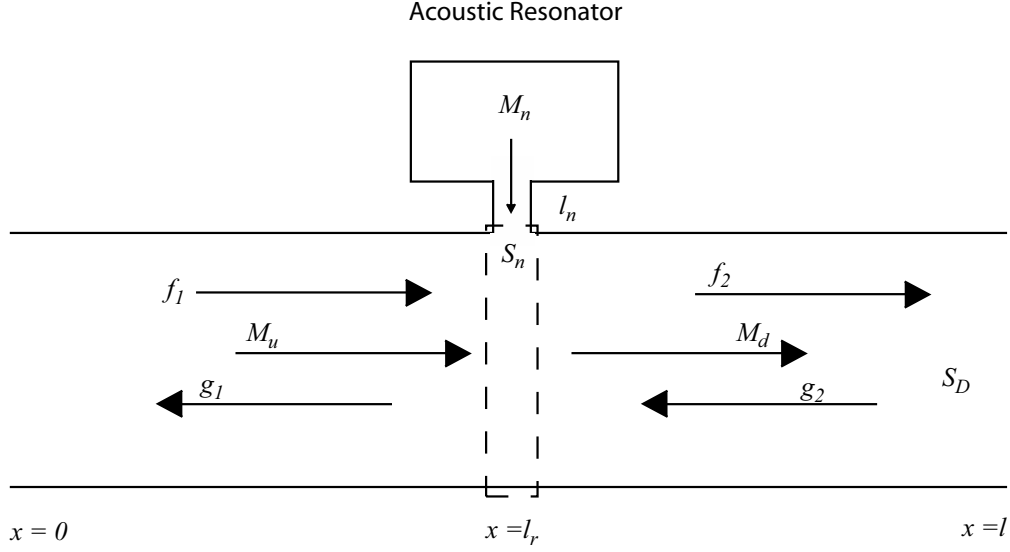 Acoustic Resonator
M_n
l_n
S_n
f_1
f_2
M_u
M_d
g_1
g_2
S_D
x = 0
x = l_r
x = l